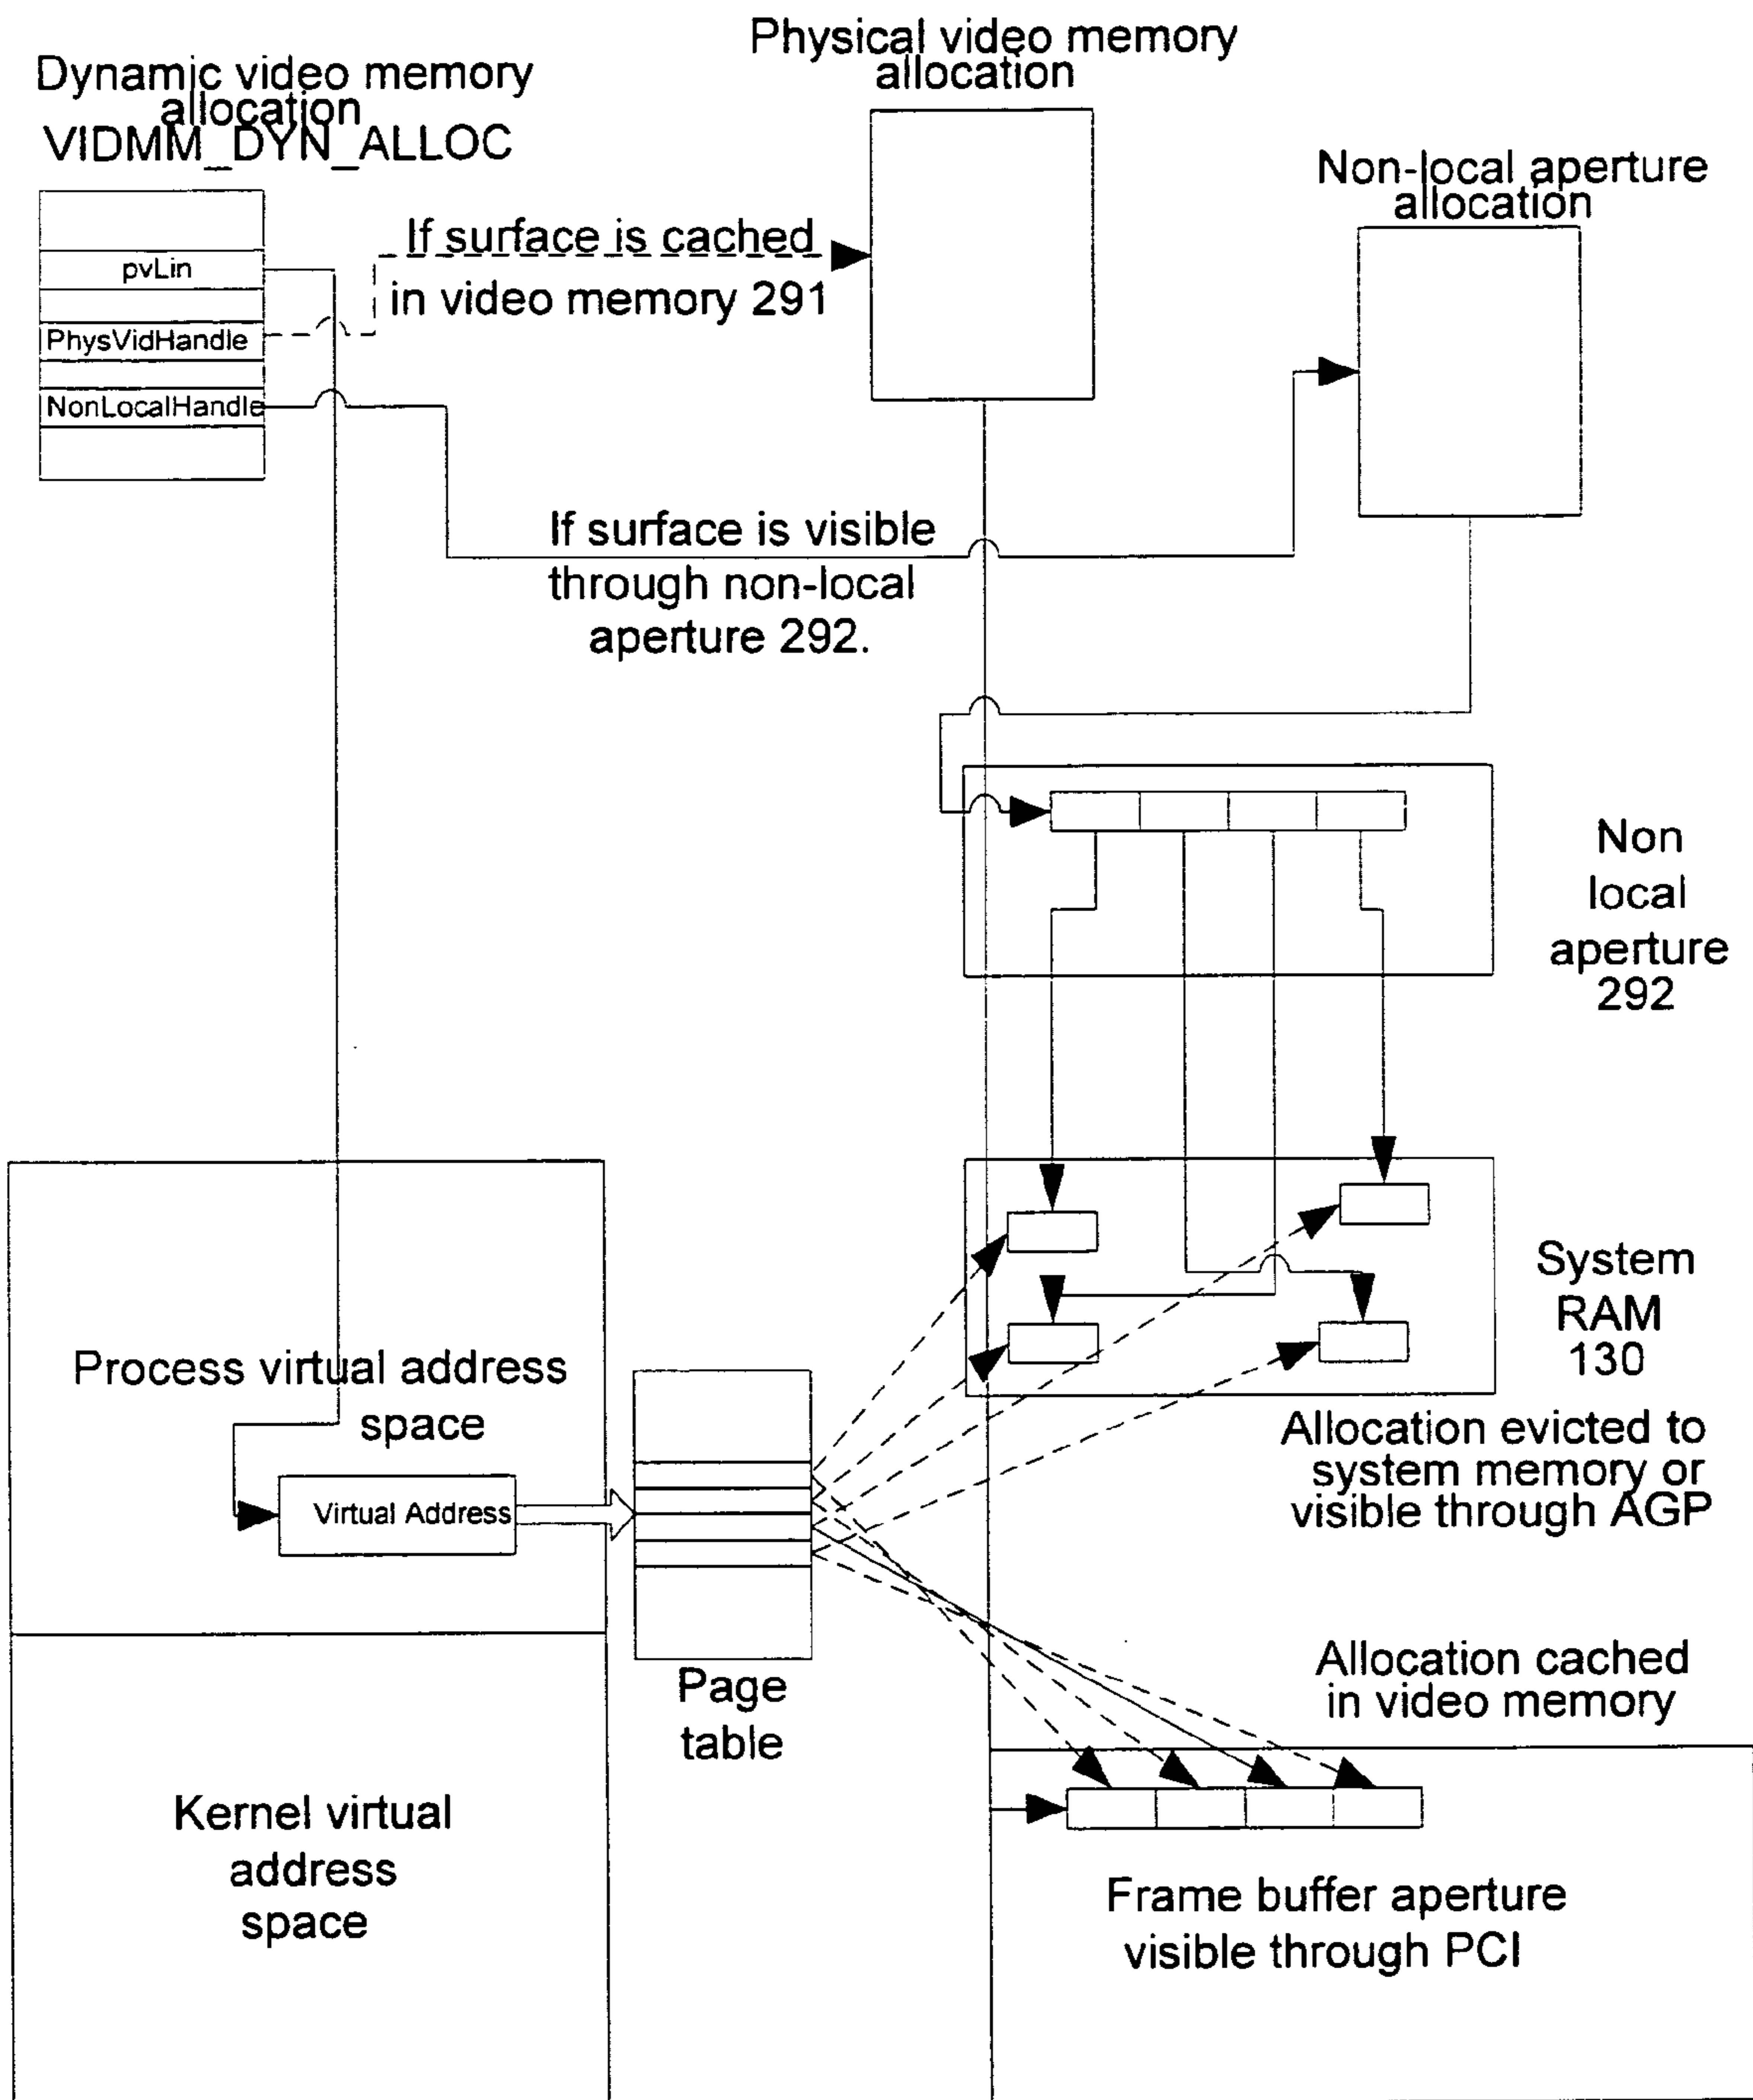 Dynamic video memory
allocation
VIDMM_DYN_ALLOC
Physical video memory
allocation
Non-local aperture
allocation
pvLin
PhysVidHandle
NonLocalHandle
If surface is cached
in video memory 291
If surface is visible
through non-local
aperture 292.
Non
local
aperture
292
System
RAM
130
Allocation evicted to
system memory or
visible through AGP
Process virtual address
space
Virtual Address
Page
table
Allocation cached
in video memory
Kernel virtual
address
space
Frame buffer aperture
visible through PCI